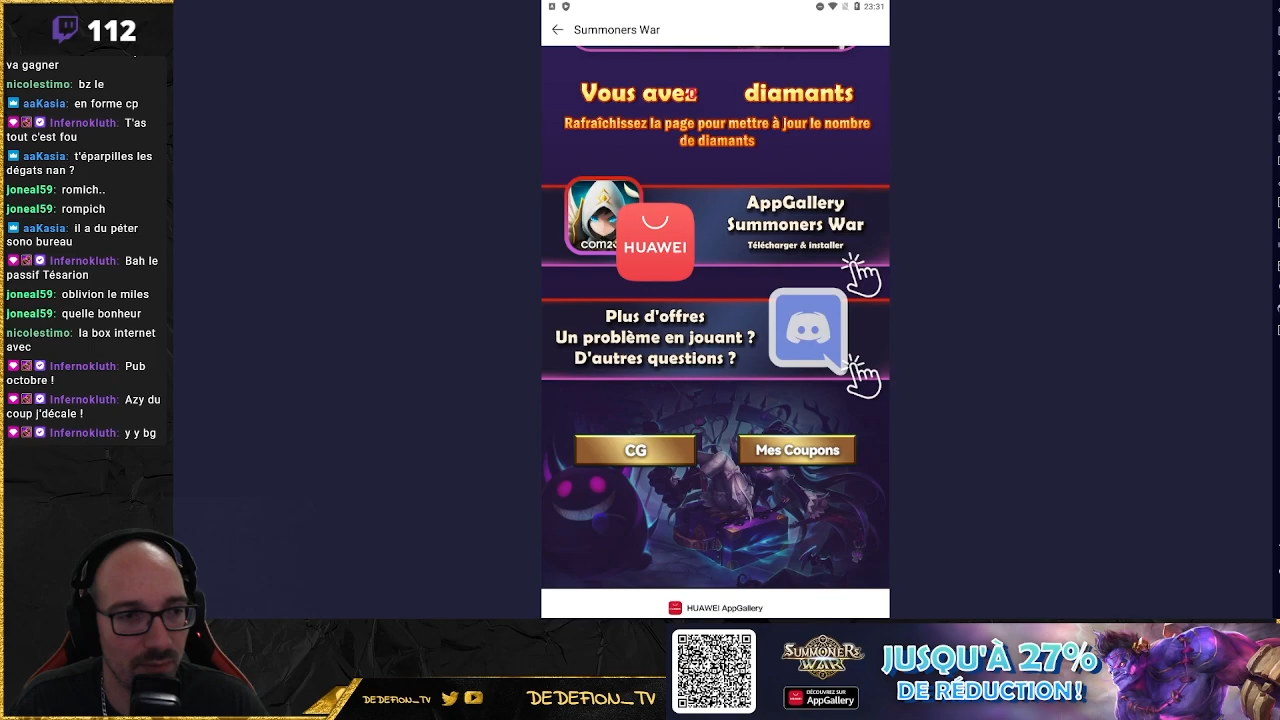 112
va gagner
nicolestimo: bz le
aaKasia: en forme cp
Infernokluth: T'as
tout c'est fou
aaKasia: t'éparpilles les
dégats nan ?
joneal59: romlch..
joneal59: rompich
aaKasia: il a du péter
sono bureau
Infernokluth: Bah le
passif Tésarion
joneal59: oblivion le miles
joneal59: quelle bonheur
nicolestimo: la box internet
avec
Infernokluth: Pub
octobre !
Infernokluth: Azy du
coup j'décale !
Infernokluth: y y bg
23:31
Summoners War
Vous avez 0 diamants
Rafraîchissez la page pour mettre à jour le nombre
de diamants
COM2
HUAWEI
AppGallery
Summoners War
Télécharger & installer
Plus d'offres
Un problème en jouant ?
D'autres questions ?
CG
Mes Coupons
HUAWEI AppGallery
DEDEFION_TV
DEDEFION_TV
SUMMONERS
WAR
DÉCOUVREZ SUR
AppGallery
JUSQU'À 27%
DE RÉDUCTION !